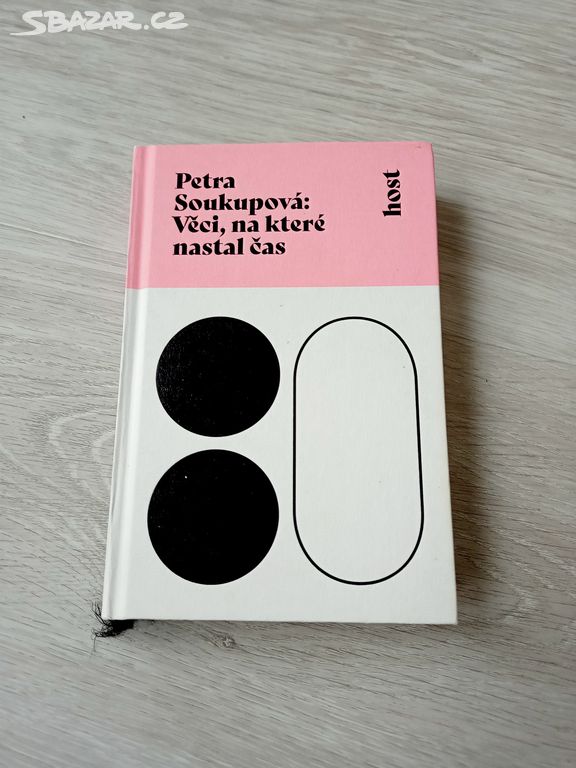 SBAZAR.CZ
Petra
Soukupová:
Věci, na které
nastal čas
host